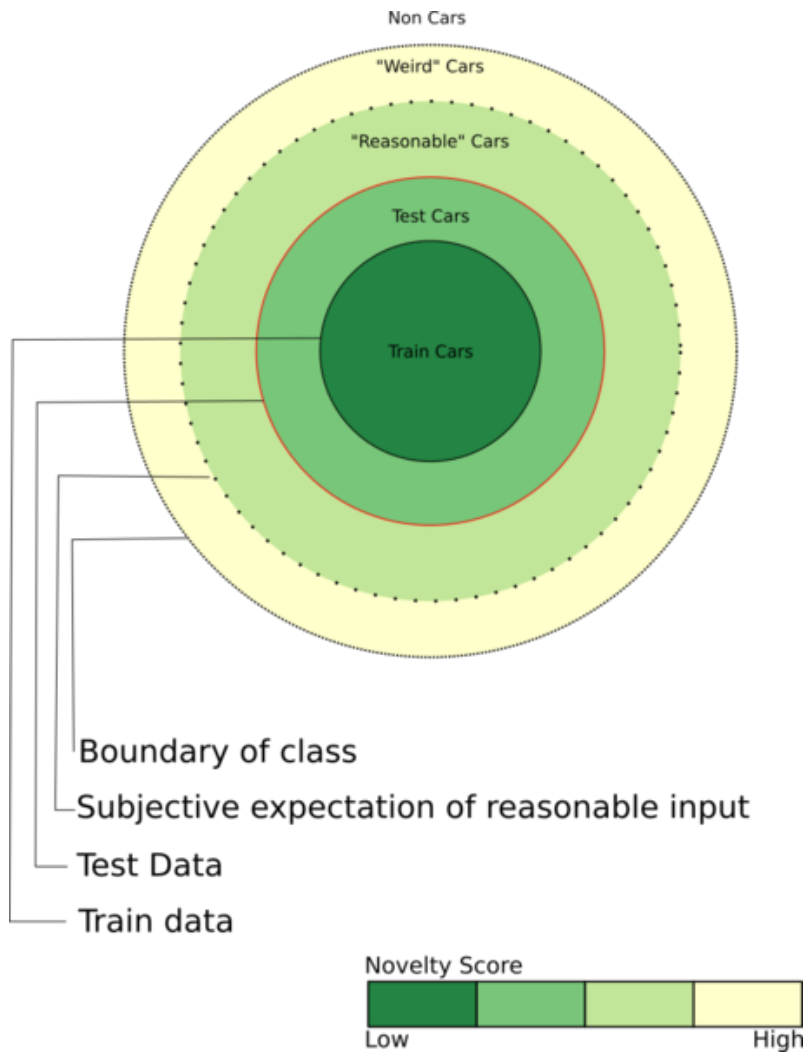 Non Cars
"Weird" Cars
"Reasonable" Cars
Test Cars
Train Cars
Boundary of class
Subjective expectation of reasonable input
Test Data
Train data
Novelty Score
Low
High